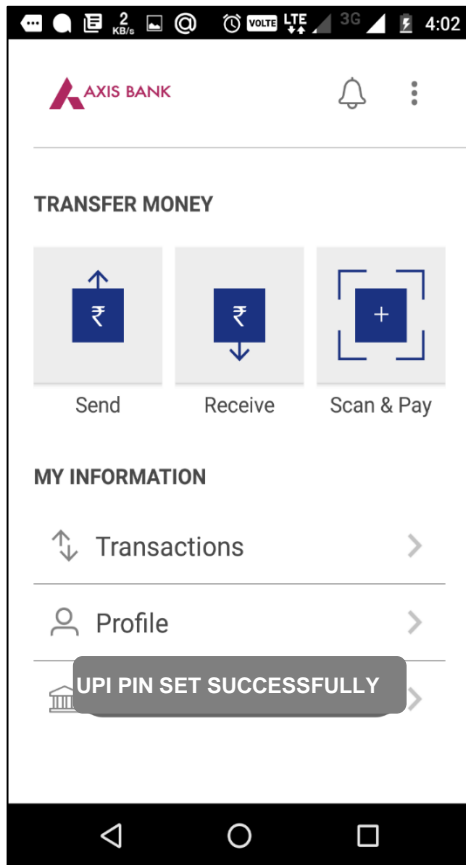 2
KB/s
VOLTE LTE 3G 4:02
AXIS BANK
TRANSFER MONEY
₹ ₹ +
Send Receive Scan & Pay
MY INFORMATION
Transactions
Profile
UPI PIN SET SUCCESSFULLY